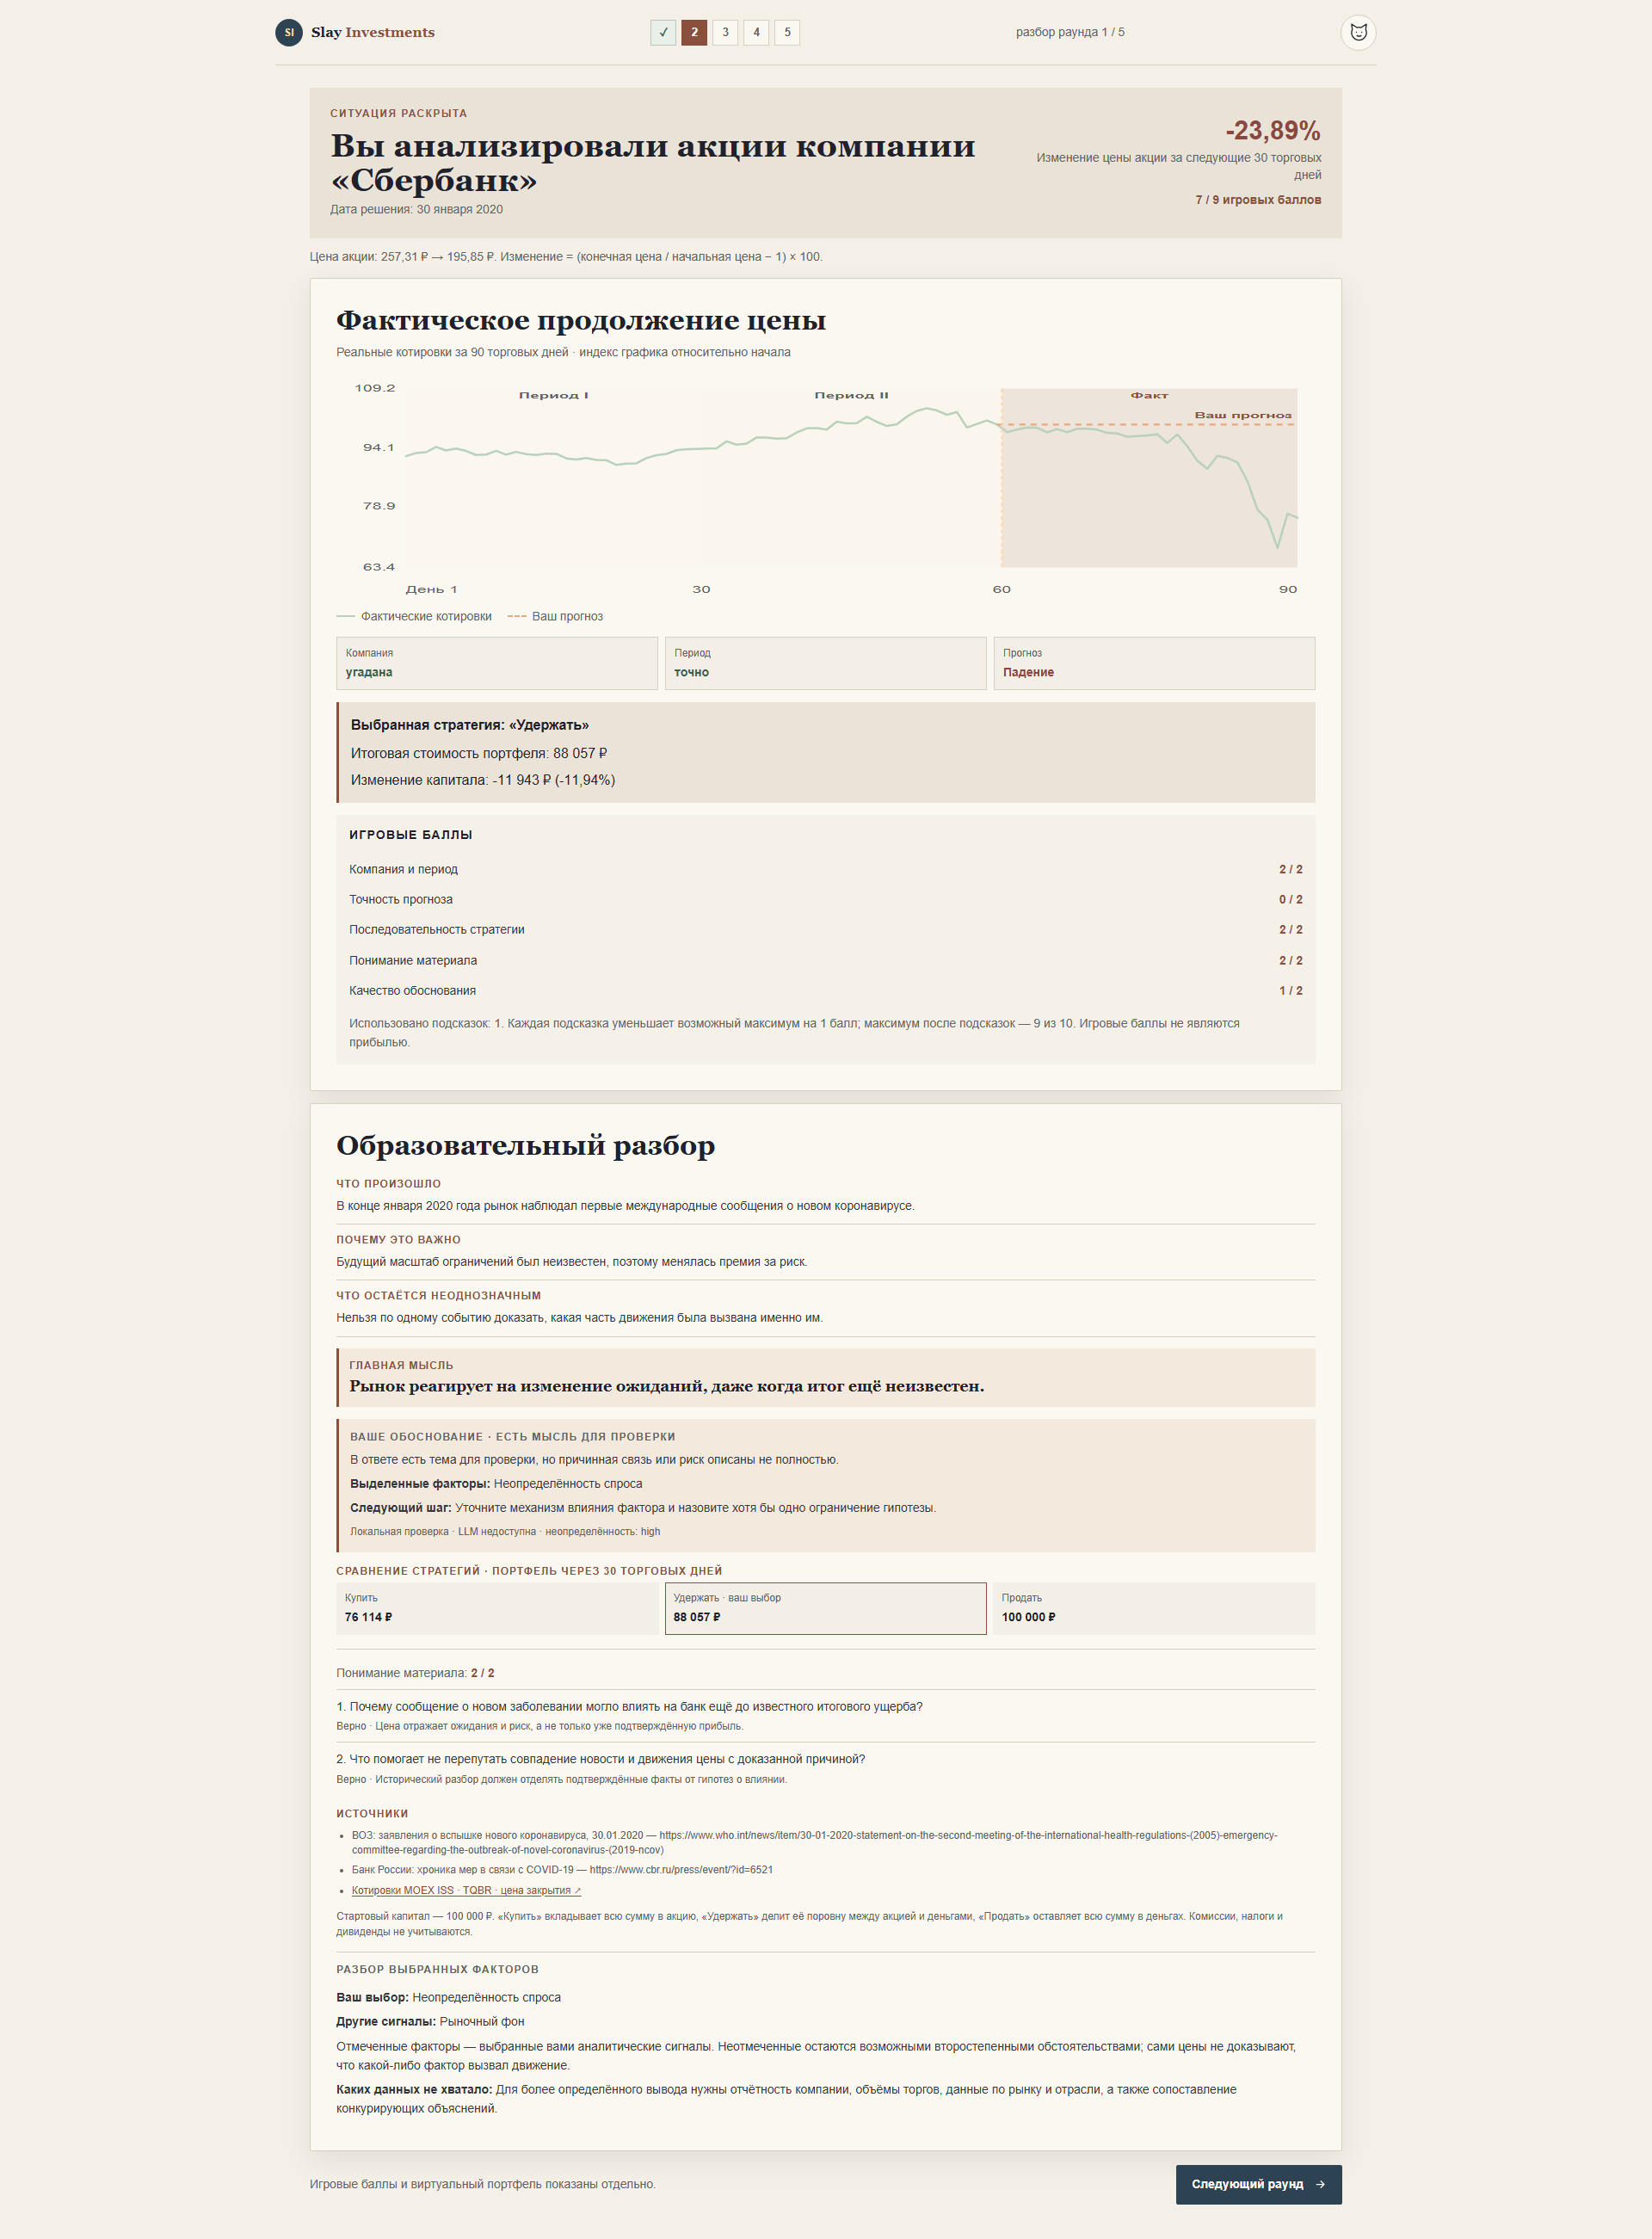 SI Slay Investments
✓ 2 3 4 5
разбор раунда 1 / 5
СИТУАЦИЯ РАСКРЫТА
Вы анализировали акции компании
«Сбербанк»
Дата решения: 30 января 2020
-23,89%
Изменение цены акции за следующие 30 торговых
дней
7 / 9 игровых баллов
Цена акции: 257,31 ₽ → 195,85 ₽. Изменение = (конечная цена / начальная цена − 1) × 100.
Фактическое продолжение цены
Реальные котировки за 90 торговых дней · индекс графика относительно начала
109.2
94.1
78.9
63.4
Период I
Период II
Факт
Ваш прогноз
День 1
30
60
90
Фактические котировки
Ваш прогноз
Компания
угадана
Период
точно
Прогноз
Падение
Выбранная стратегия: «Удержать»
Итоговая стоимость портфеля: 88 057 ₽
Изменение капитала: -11 943 ₽ (-11,94%)
ИГРОВЫЕ БАЛЛЫ
Компания и период 2 / 2
Точность прогноза 0 / 2
Последовательность стратегии 2 / 2
Понимание материала 2 / 2
Качество обоснования 1 / 2
Использовано подсказок: 1. Каждая подсказка уменьшает возможный максимум на 1 балл; максимум после подсказок — 9 из 10. Игровые баллы не являются
прибылью.
Образовательный разбор
ЧТО ПРОИЗОШЛО
В конце января 2020 года рынок наблюдал первые международные сообщения о новом коронавирусе.
ПОЧЕМУ ЭТО ВАЖНО
Будущий масштаб ограничений был неизвестен, поэтому менялась премия за риск.
ЧТО ОСТАЁТСЯ НЕОДНОЗНАЧНЫМ
Нельзя по одному событию доказать, какая часть движения была вызвана именно им.
ГЛАВНАЯ МЫСЛЬ
Рынок реагирует на изменение ожиданий, даже когда итог ещё неизвестен.
ВАШЕ ОБОСНОВАНИЕ · ЕСТЬ МЫСЛЬ ДЛЯ ПРОВЕРКИ
В ответе есть тема для проверки, но причинная связь или риск описаны не полностью.
Выделенные факторы: Неопределённость спроса
Следующий шаг: Уточните механизм влияния фактора и назовите хотя бы одно ограничение гипотезы.
Локальная проверка · LLM недоступна · неопределённость: high
СРАВНЕНИЕ СТРАТЕГИЙ · ПОРТФЕЛЬ ЧЕРЕЗ 30 ТОРГОВЫХ ДНЕЙ
Купить
76 114 ₽
Удержать · ваш выбор
88 057 ₽
Продать
100 000 ₽
Понимание материала: 2 / 2
1. Почему сообщение о новом заболевании могло влиять на банк ещё до известного итогового ущерба?
Верно · Цена отражает ожидания и риск, а не только уже подтверждённую прибыль.
2. Что помогает не перепутать совпадение новости и движения цены с доказанной причиной?
Верно · Исторический разбор должен отделять подтверждённые факты от гипотез о влиянии.
ИСТОЧНИКИ
• ВОЗ: заявления о вспышке нового коронавируса, 30.01.2020 — https://www.who.int/news/item/30-01-2020-statement-on-the-second-meeting-of-the-international-health-regulations-(2005)-emergency-
committee-regarding-the-outbreak-of-novel-coronavirus-(2019-ncov)
• Банк России: хроника мер в связи с COVID-19 — https://www.cbr.ru/press/event/?id=6521
• Котировки MOEX ISS · TQBR · цена закрытия ↗
Стартовый капитал — 100 000 ₽. «Купить» вкладывает всю сумму в акцию, «Удержать» делит её поровну между акцией и деньгами, «Продать» оставляет всю сумму в деньгах. Комиссии, налоги и
дивиденды не учитываются.
РАЗБОР ВЫБРАННЫХ ФАКТОРОВ
Ваш выбор: Неопределённость спроса
Другие сигналы: Рыночный фон
Отмеченные факторы — выбранные вами аналитические сигналы. Неотмеченные остаются возможными второстепенными обстоятельствами; сами цены не доказывают,
что какой-либо фактор вызвал движение.
Каких данных не хватало: Для более определённого вывода нужны отчётность компании, объёмы торгов, данные по рынку и отрасли, а также сопоставление
конкурирующих объяснений.
Игровые баллы и виртуальный портфель показаны отдельно.
Следующий раунд →